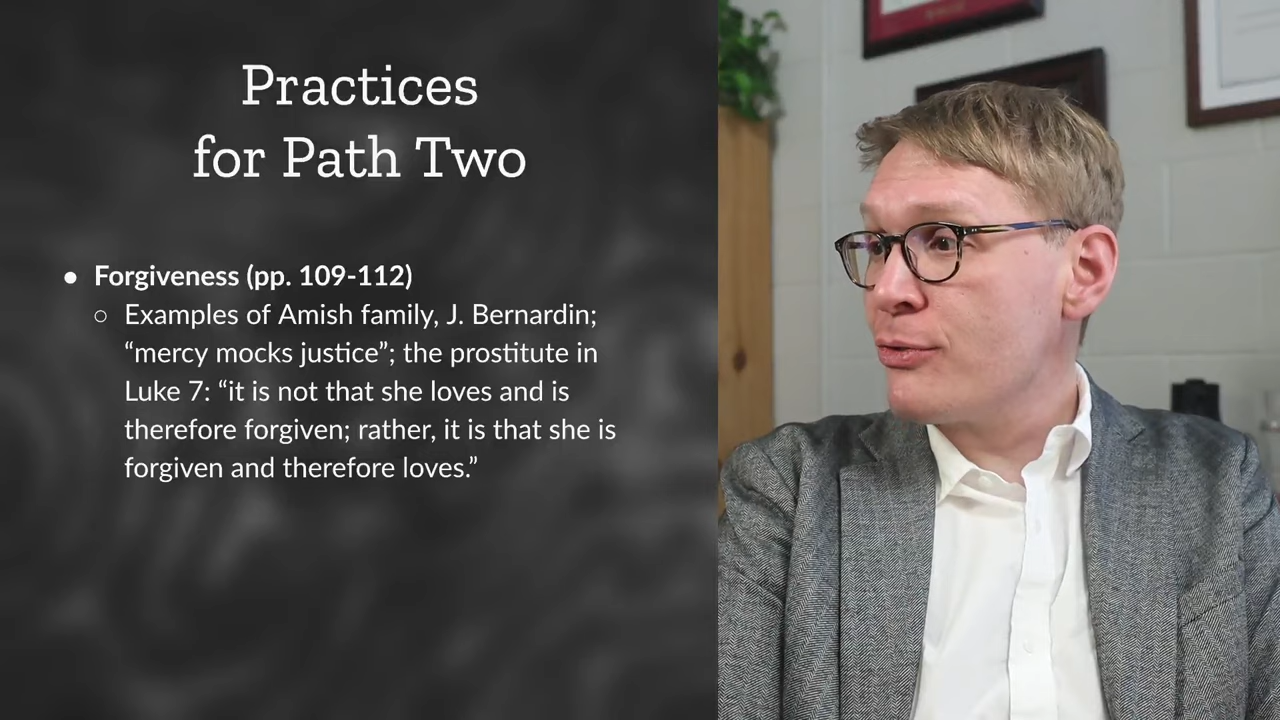 Practices
for Path Two
● Forgiveness (pp. 109-112)
○ Examples of Amish family, J. Bernardin;
“mercy mocks justice”; the prostitute in
Luke 7: “it is not that she loves and is
therefore forgiven; rather, it is that she is
forgiven and therefore loves.”